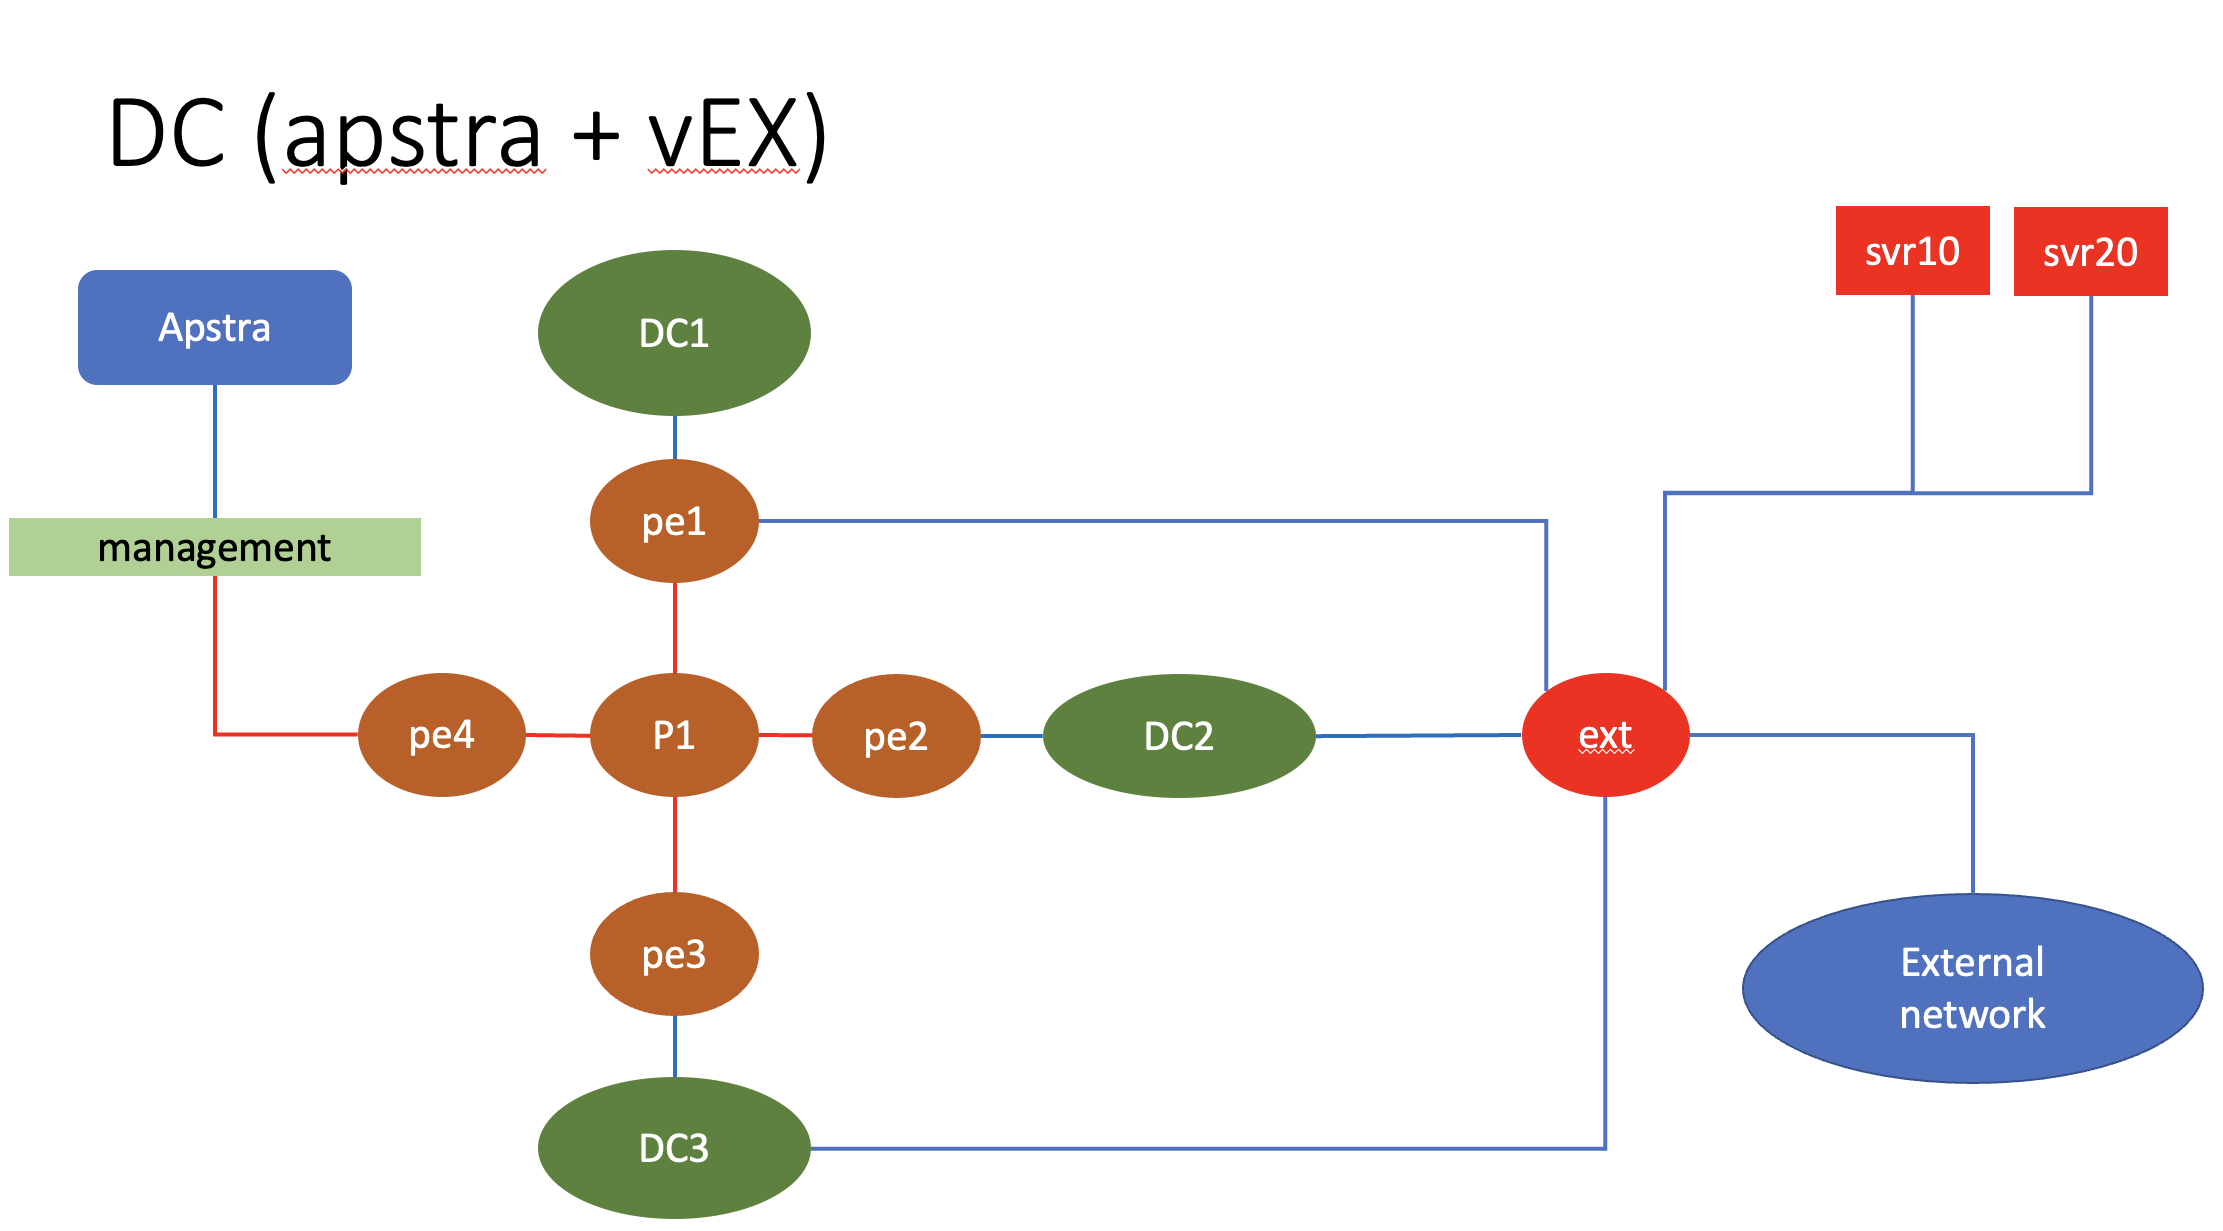 DC (apstra + vEX)
svr10
svr20
Apstra
DC1
pe1
management
pe4
P1
pe2
DC2
ext
pe3
External
network
DC3